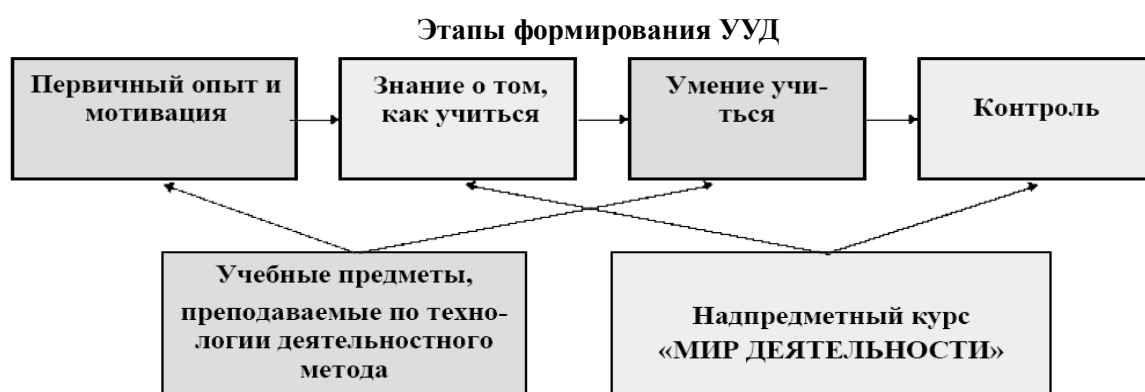 Этапы формирования УУД
Первичный опыт и
мотивация
Знание о том,
как учиться
Умение учи-
ться
Контроль
Учебные предметы,
преподаваемые по техно-
логии деятельностного
метода
Надпредметный курс
«МИР ДЕЯТЕЛЬНОСТИ»